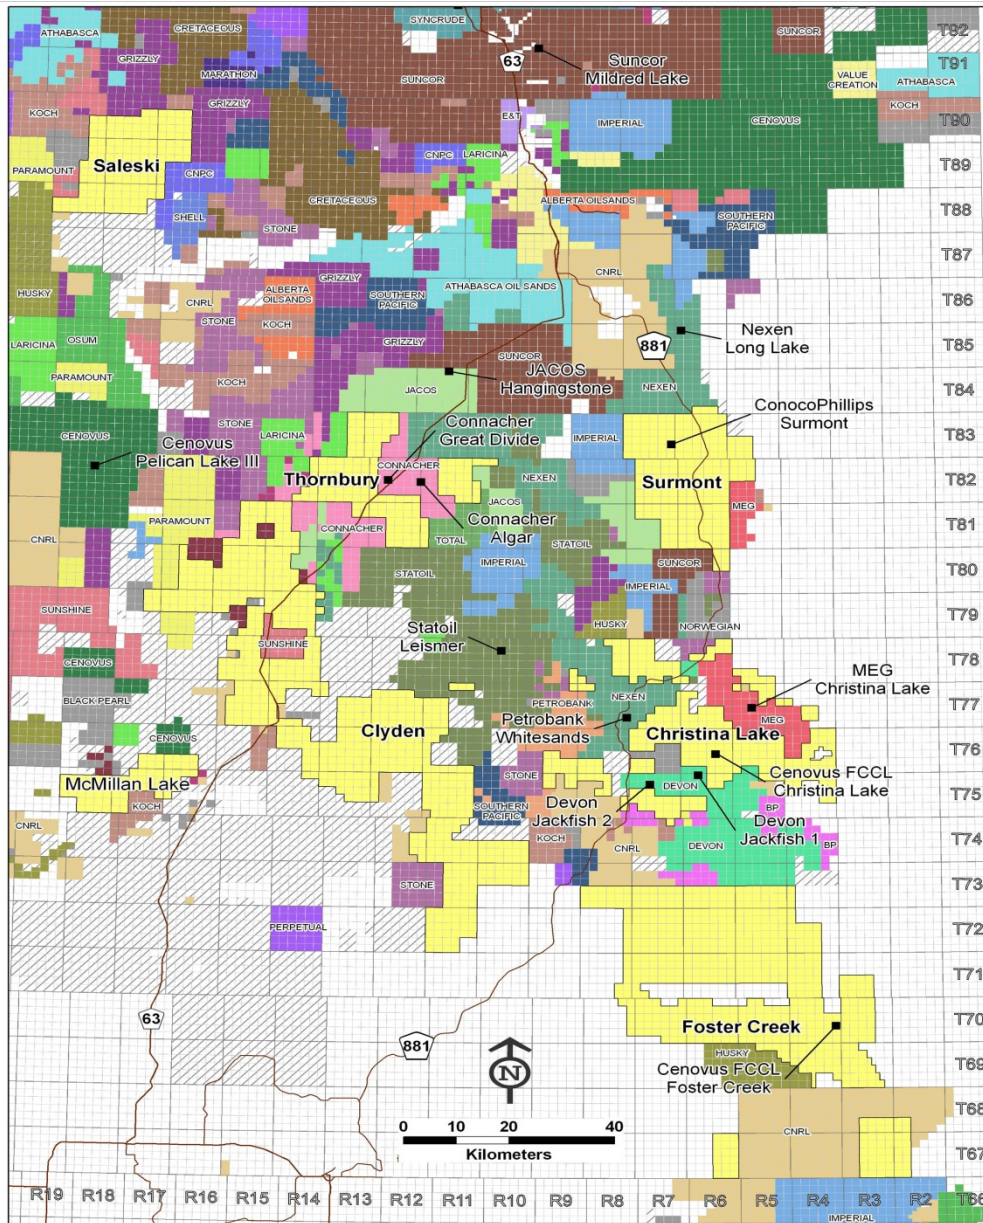 SYNCRUDE
CRETACEOUS
SUNCOR
T92
ATHABASCA
63
Suncor
Mildred Lake
GRIZZLY
MARATHON
SUNCOR
VALUE
CREATION
ATHABASCA
T91
KOCH
GRIZZLY
E&T
IMPERIAL
CENOVUS
KOCH
T90
Saleski
PARAMOUNT
CNPC
CNPC
LARICINA
T89
SHELL
STONE
CRETACEOUS
ALBERTA OILSANDS
SOUTHERN
PACIFIC
T88
CNRL
T87
HUSKY
CNRL
STONE
ALBERTA
OILSANDS
GRIZZLY
SOUTHERN
PACIFIC
ATHABASCA OIL SANDS
T86
LARICINA
OSUM
KOCH
GRIZZLY
SUNCOR
881
Nexen
Long Lake
T85
PARAMOUNT
KOCH
JACOS
JACOS
Hangingstone
NEXEN
T84
CENOVUS
Cenovus
Pelican Lake III
STONE
LARICINA
Connacher
Great Divide
IMPERIAL
ConocoPhillips
Surmont
T83
Thornbury
CONNACHER
NEXEN
Surmont
MEG
T82
PARAMOUNT
CONNACHER
Connacher
Algar
JACOS
TOTAL
STATOIL
T81
CNRL
STATOIL
IMPERIAL
SUNCOR
IMPERIAL
T80
SUNSHINE
HUSKY
NORWEGIAN
T79
CENOVUS
SUNSHINE
Statoil
Leismer
T78
BLACK PEARL
Clyden
PETROBANK
NEXEN
MEG
Christina Lake
MEG
T77
CENOVUS
Petrobank
Whitesands
Christina Lake
T76
McMillan Lake
KOCH
STONE
SOUTHERN
PACIFIC
Devon
Jackfish 2
DEVON
Cenovus FCCL
Christina Lake
T75
CNRL
KOCH
CNRL
DEVON
BP
Devon
Jackfish 1
BP
T74
STONE
T73
PERPETUAL
T72
T71
63
881
N
Foster Creek
T70
HUSKY
Cenovus FCCL
Foster Creek
T69
0 10 20 40
Kilometers
T68
CNRL
T67
R19 R18 R17 R16 R15 R14 R13 R12 R11 R10 R9 R8 R7 R6 R5 R4 R3 R2 T66
IMPERIAL
CNRL